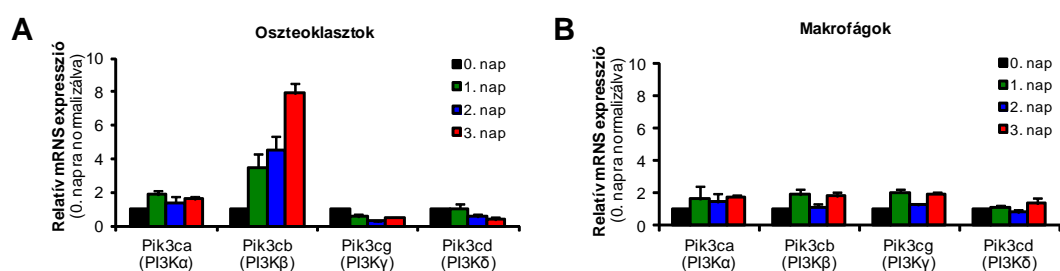 A
Oszteoklasztok
Relatív mRNS expresszió
(0. napra normalizálva)
10
8
6
4
2
0
0. nap
1. nap
2. nap
3. nap
Pik3ca
(PI3Kα)
Pik3cb
(PI3Kβ)
Pik3cg
(PI3Kγ)
Pik3cd
(PI3Kδ)
B
Makrofágok
Relatív mRNS expresszió
(0. napra normalizálva)
10
8
6
4
2
0
0. nap
1. nap
2. nap
3. nap
Pik3ca
(PI3Kα)
Pik3cb
(PI3Kβ)
Pik3cg
(PI3Kγ)
Pik3cd
(PI3Kδ)